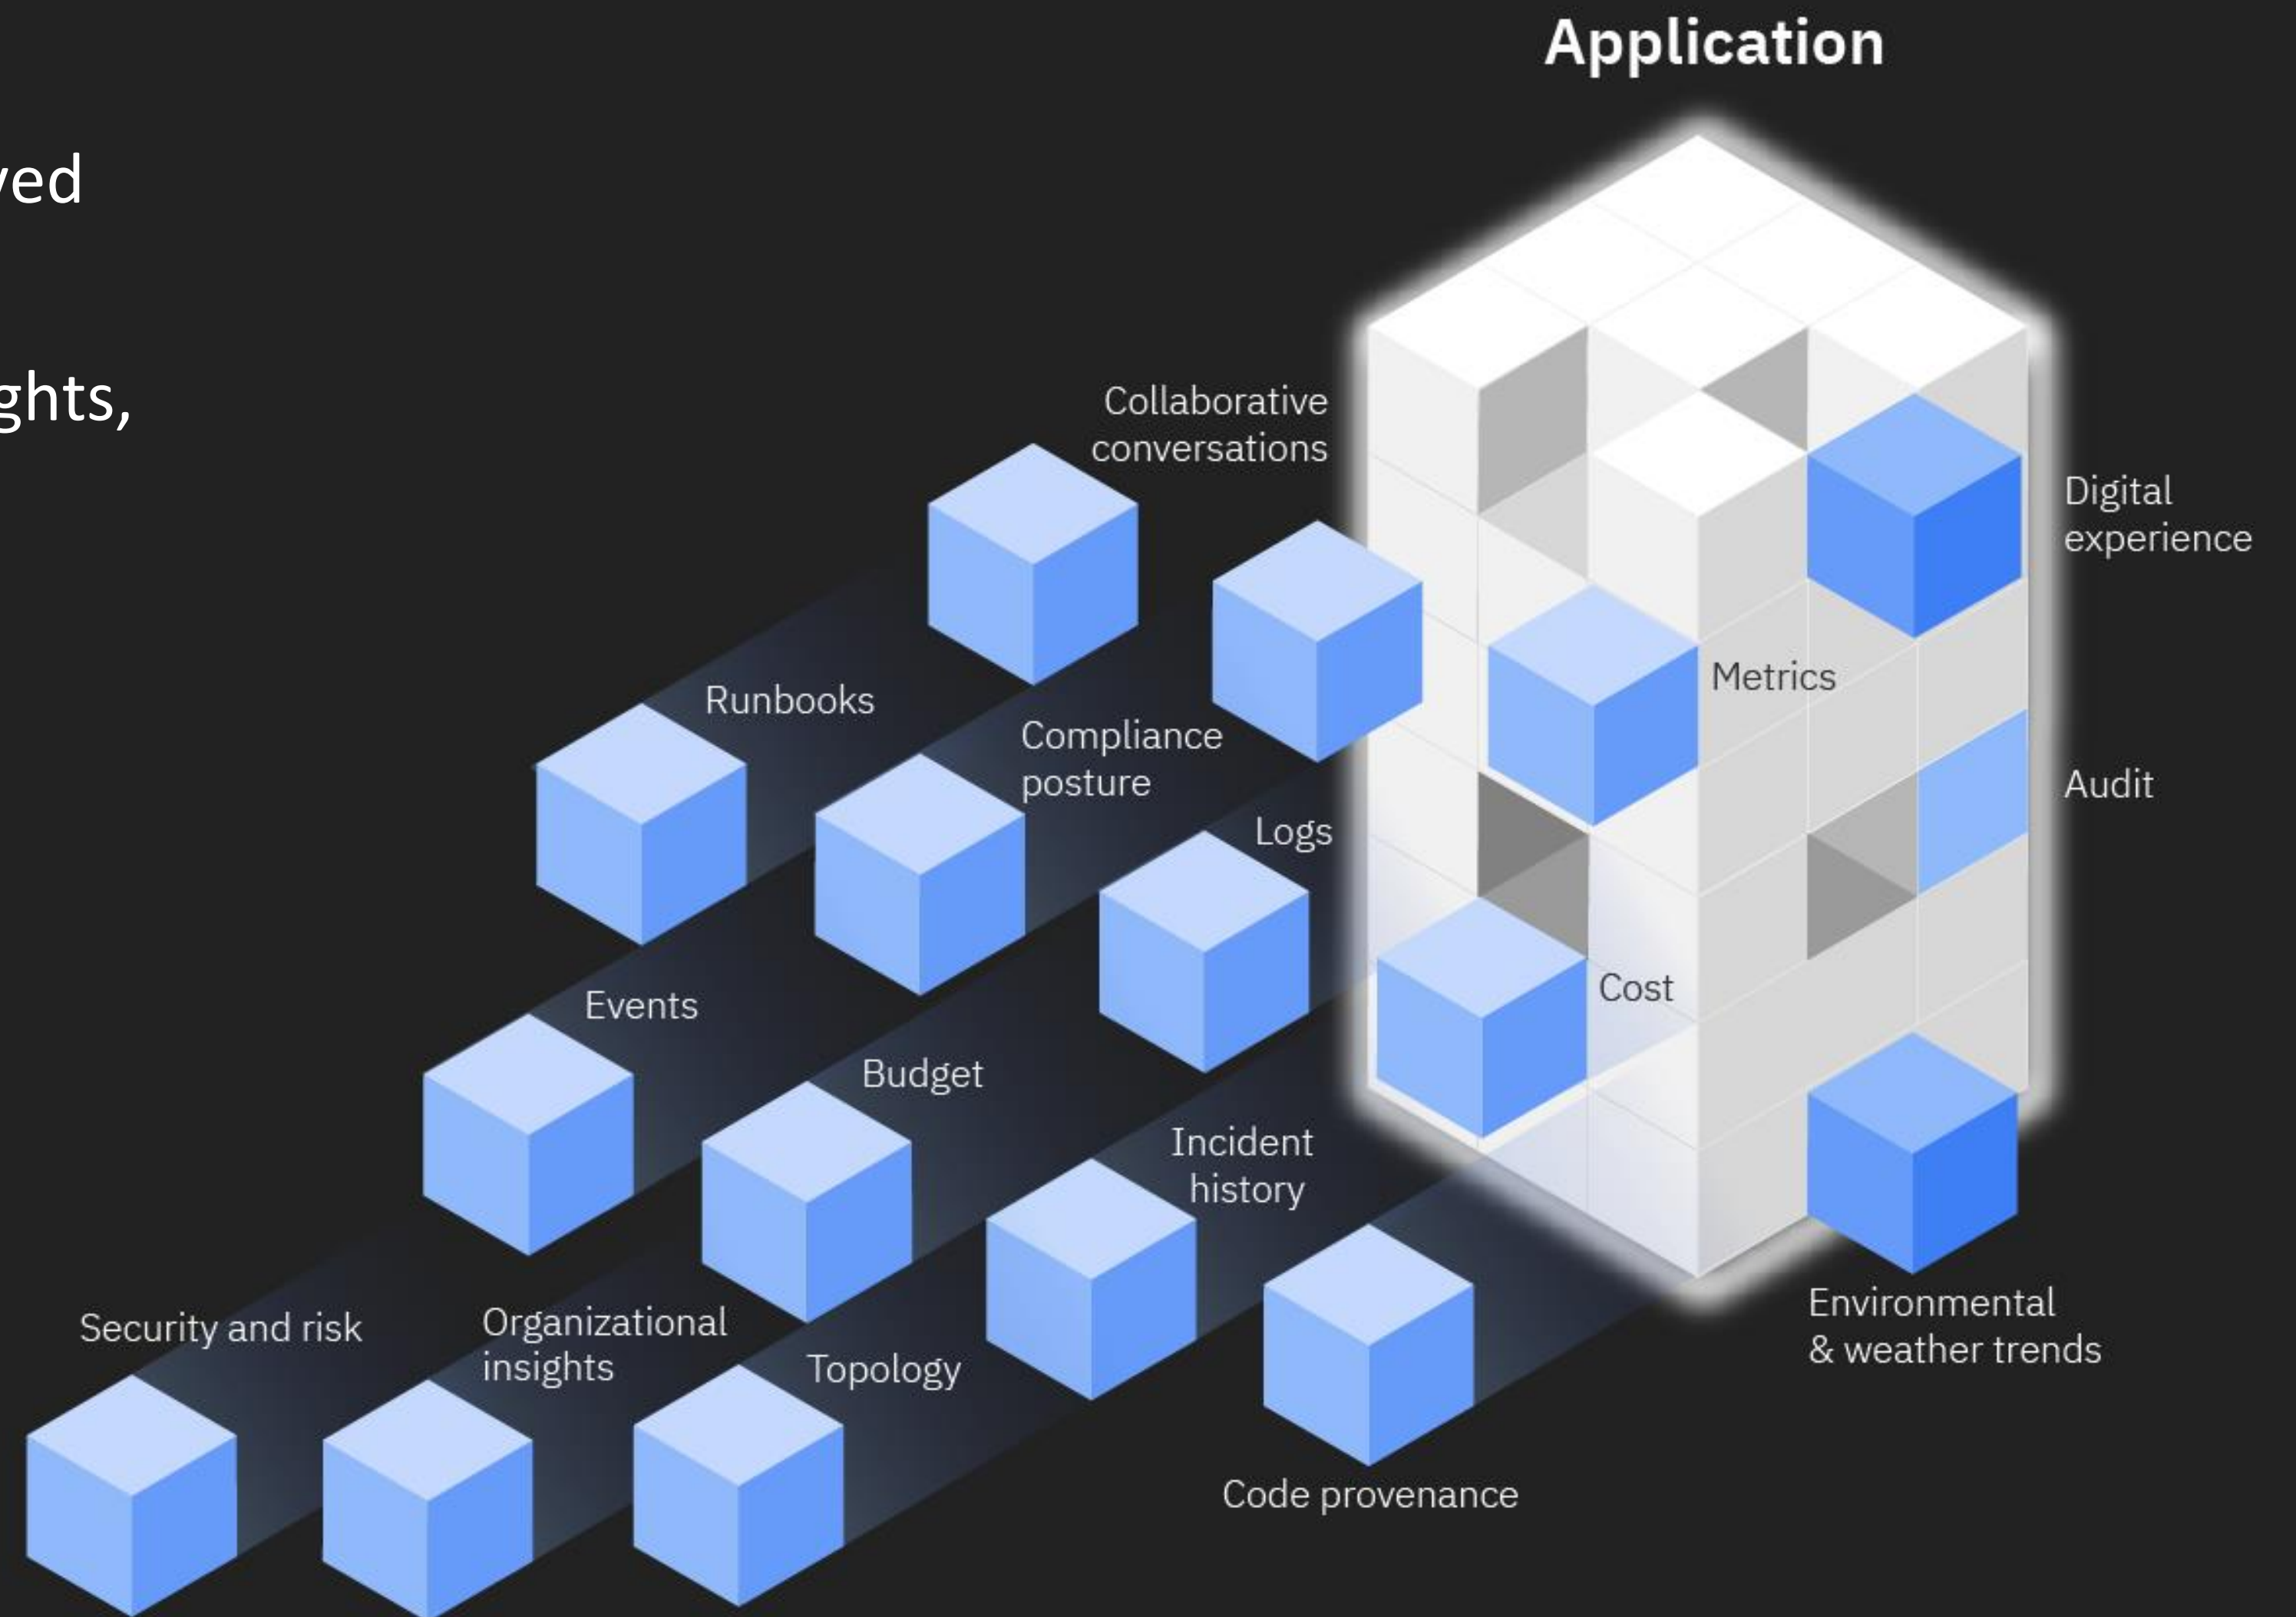 Application
ved
ghts,
Collaborative
conversations
Digital
experience
Metrics
Runbooks
Compliance
posture
Audit
Logs
Cost
Events
Budget
Incident
history
Environmental
& weather trends
Security and risk
Organizational
insights
Topology
Code provenance